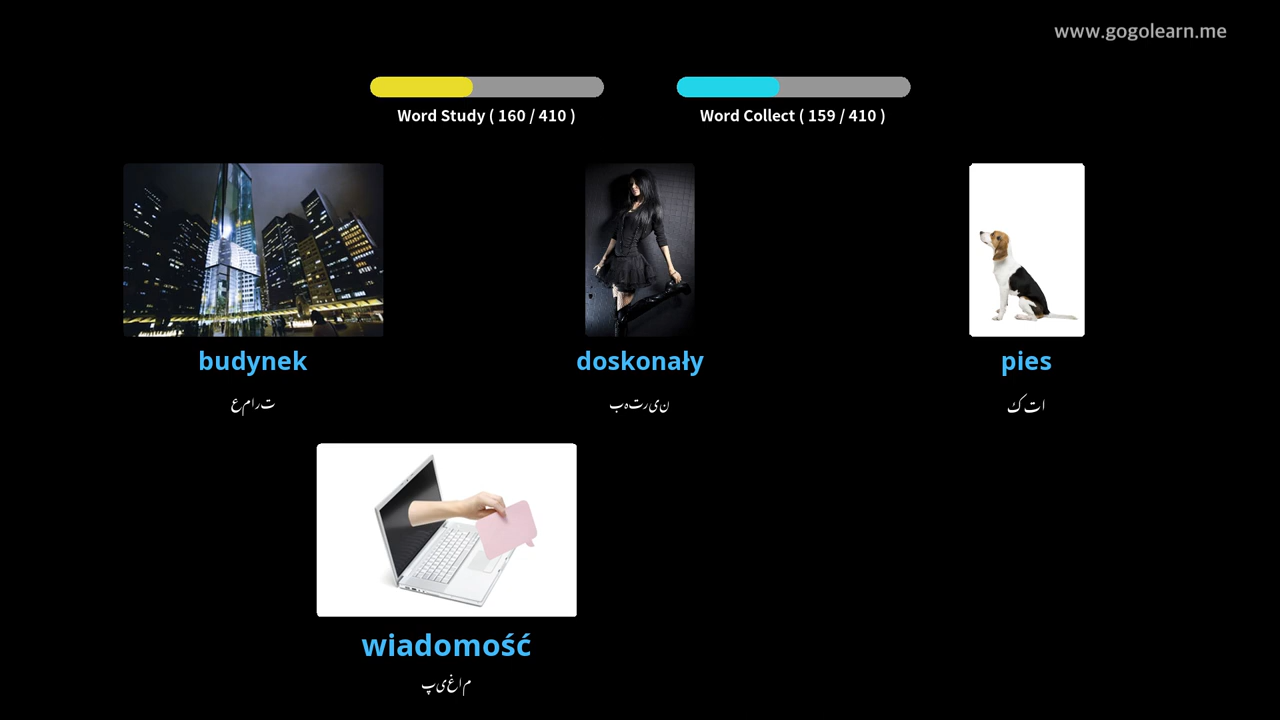 www.gogolearn.me
Word Study ( 160 / 410 )
Word Collect ( 159 / 410 )
budynek
doskonały
pies
عمارت
بہترین
کتا
wiadomość
پیغام